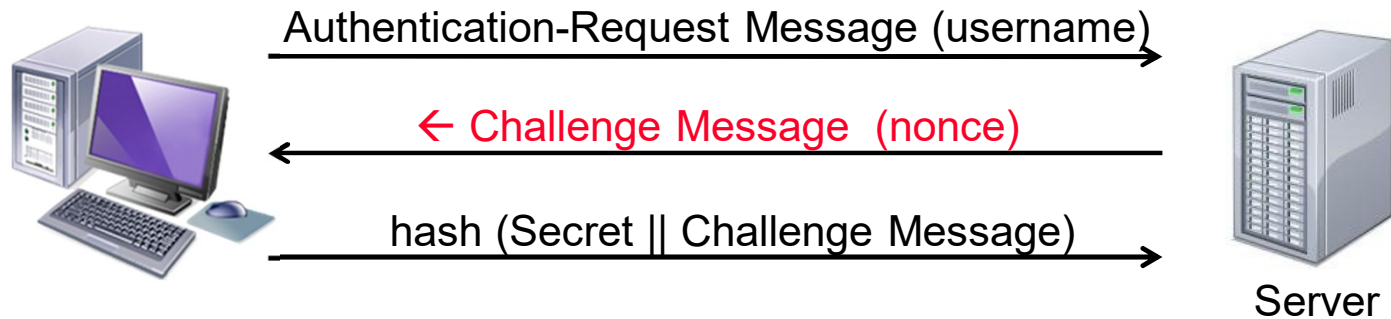 Authentication-Request Message (username)
← Challenge Message (nonce)
hash (Secret || Challenge Message)
Server